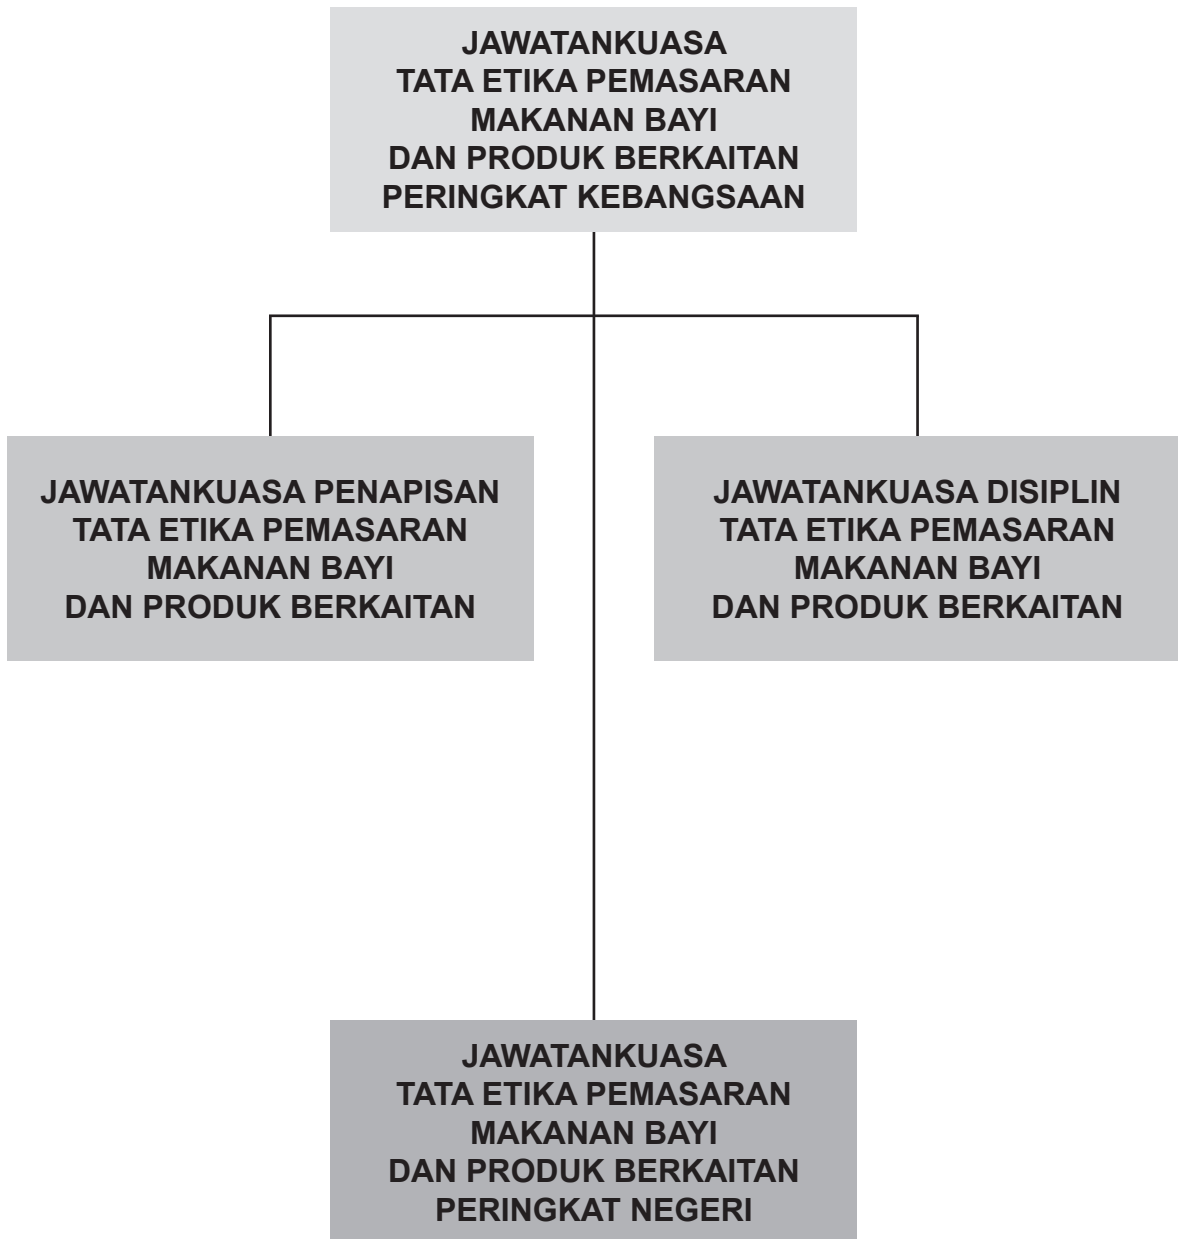 JAWATANKUASA
TATA ETIKA PEMASARAN
MAKANAN BAYI
DAN PRODUK BERKAITAN
PERINGKAT KEBANGSAAN
JAWATANKUASA PENAPISAN
TATA ETIKA PEMASARAN
MAKANAN BAYI
DAN PRODUK BERKAITAN
JAWATANKUASA DISIPLIN
TATA ETIKA PEMASARAN
MAKANAN BAYI
DAN PRODUK BERKAITAN
JAWATANKUASA
TATA ETIKA PEMASARAN
MAKANAN BAYI
DAN PRODUK BERKAITAN
PERINGKAT NEGERI